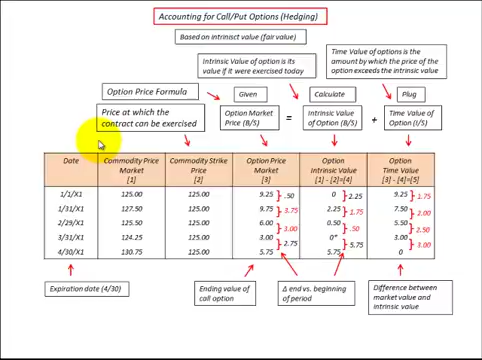 Accounting for Call/Put Options (Hedging)
Based on intrinisct value (fair value)
Time Value of options is the
amount by which the price of the
option exceeds the intrinsic value
Intrinsic Value of option is its
value if it were exercised today
Option Price Formula
Given
Calculate
Plug
Price at which the
contract can be exercised
Option Market
Price (B/S)
=
Intrinsic Value
of Option (B/S)
+
Time Value of
Option (I/S)
Date Commodity Price Commodity Strike Option Price Option Option
Market Price Market Intrinsic Value Time Value
[1] [2] [3] [1] - [2]=[4] [3] - [4]=[5]
1/1/X1 125.00 125.00 9.25 0 9.25
.50 2.25 1.75
1/31/X1 127.50 125.00 9.75 2.25 7.50
3.75 1.75 2.00
2/29/X1 125.50 125.00 6.00 0.50 5.50
3.00 .50 2.50
3/31/X1 124.25 125.00 3.00 0* 3.00
2.75 5.75 3.00
4/30/X1 130.75 125.00 5.75 5.75 0
Expiration date (4/30)
Ending value of
call option
Δ end vs. beginning
of period
Difference between
market value and
intrinsic value